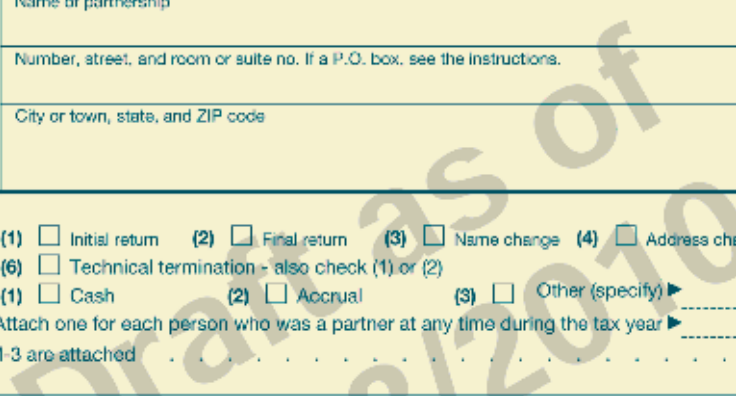 Name of partnership
Number, street, and room or suite no. If a P.O. box, see the instructions.
City or town, state, and ZIP code
(1) Initial return (2) Final return (3) Name change (4) Address cha
(6) Technical termination - also check (1) or (2)
(1) Cash (2) Accrual (3) Other (specify) ▶
Attach one for each person who was a partner at any time during the tax year ▶
-3 are attached . . . . . . . . . . . . . . . . . . . .
Draft as of
8/2010